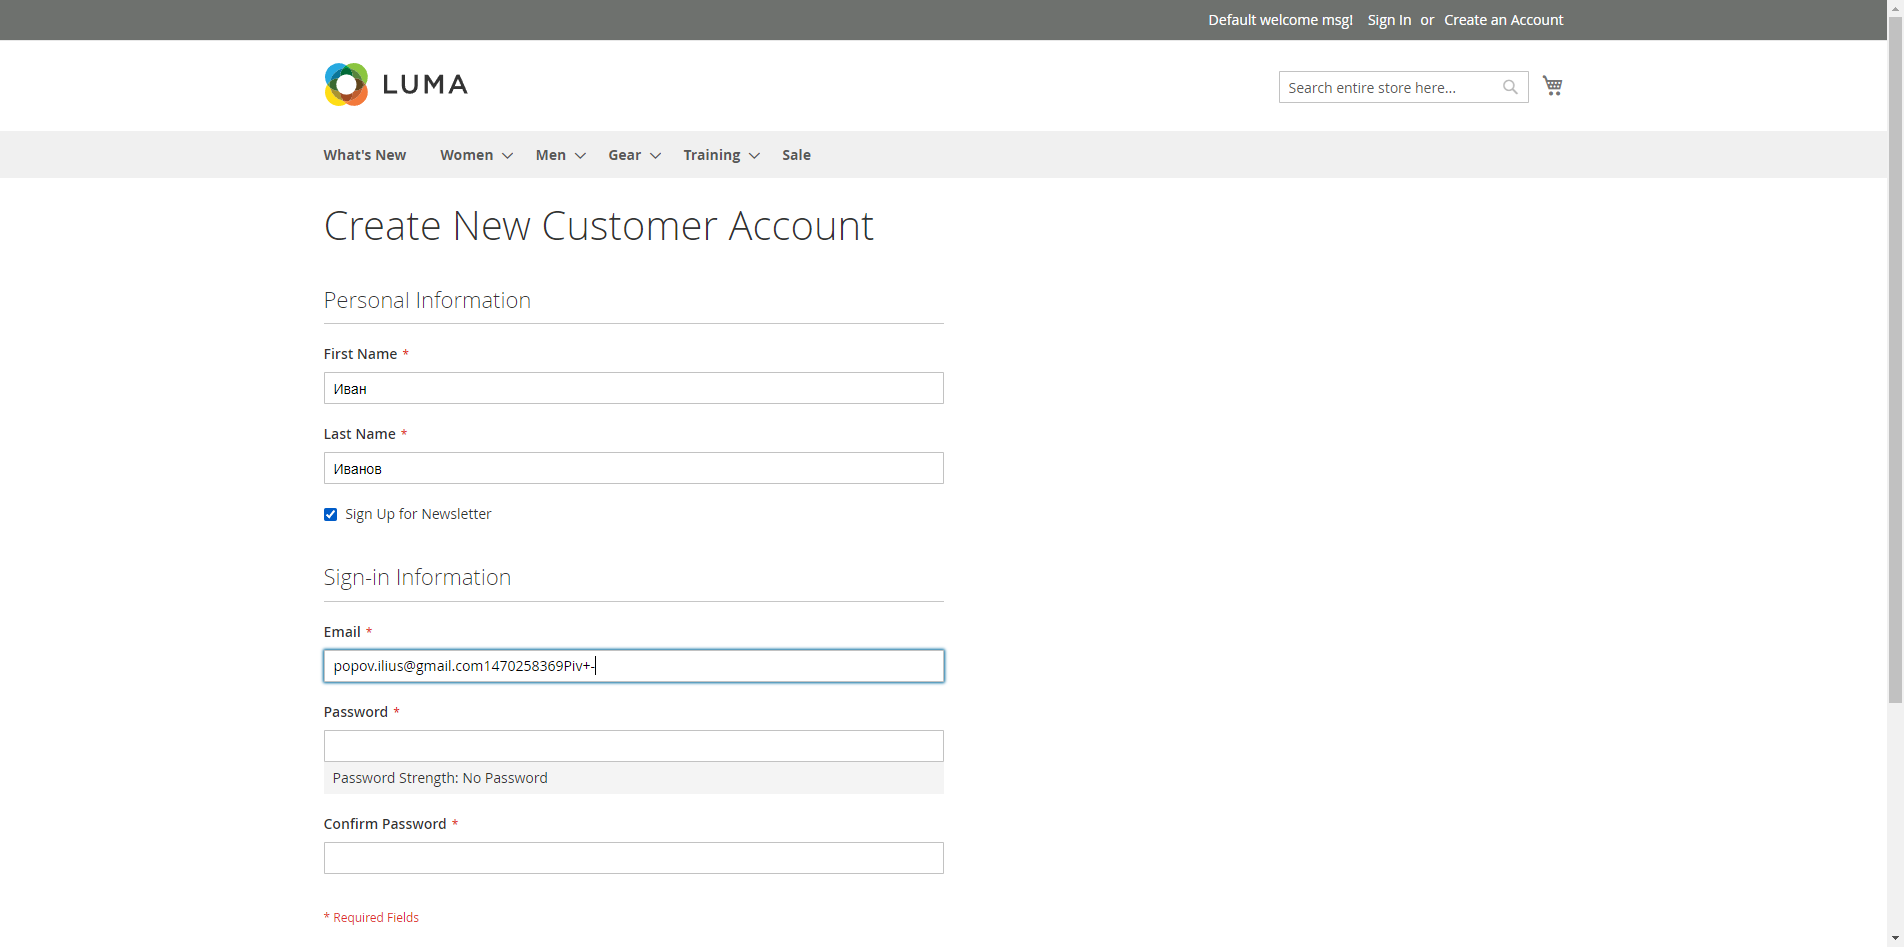 Default welcome msg! Sign In or Create an Account
LUMA
Search entire store here...
What's New Women Men Gear Training Sale
Create New Customer Account
Personal Information
First Name *
Иван
Last Name *
Иванов
Sign Up for Newsletter
Sign-in Information
Email *
popov.ilius@gmail.com1470258369Piv+-
Password *
Password Strength: No Password
Confirm Password *
* Required Fields